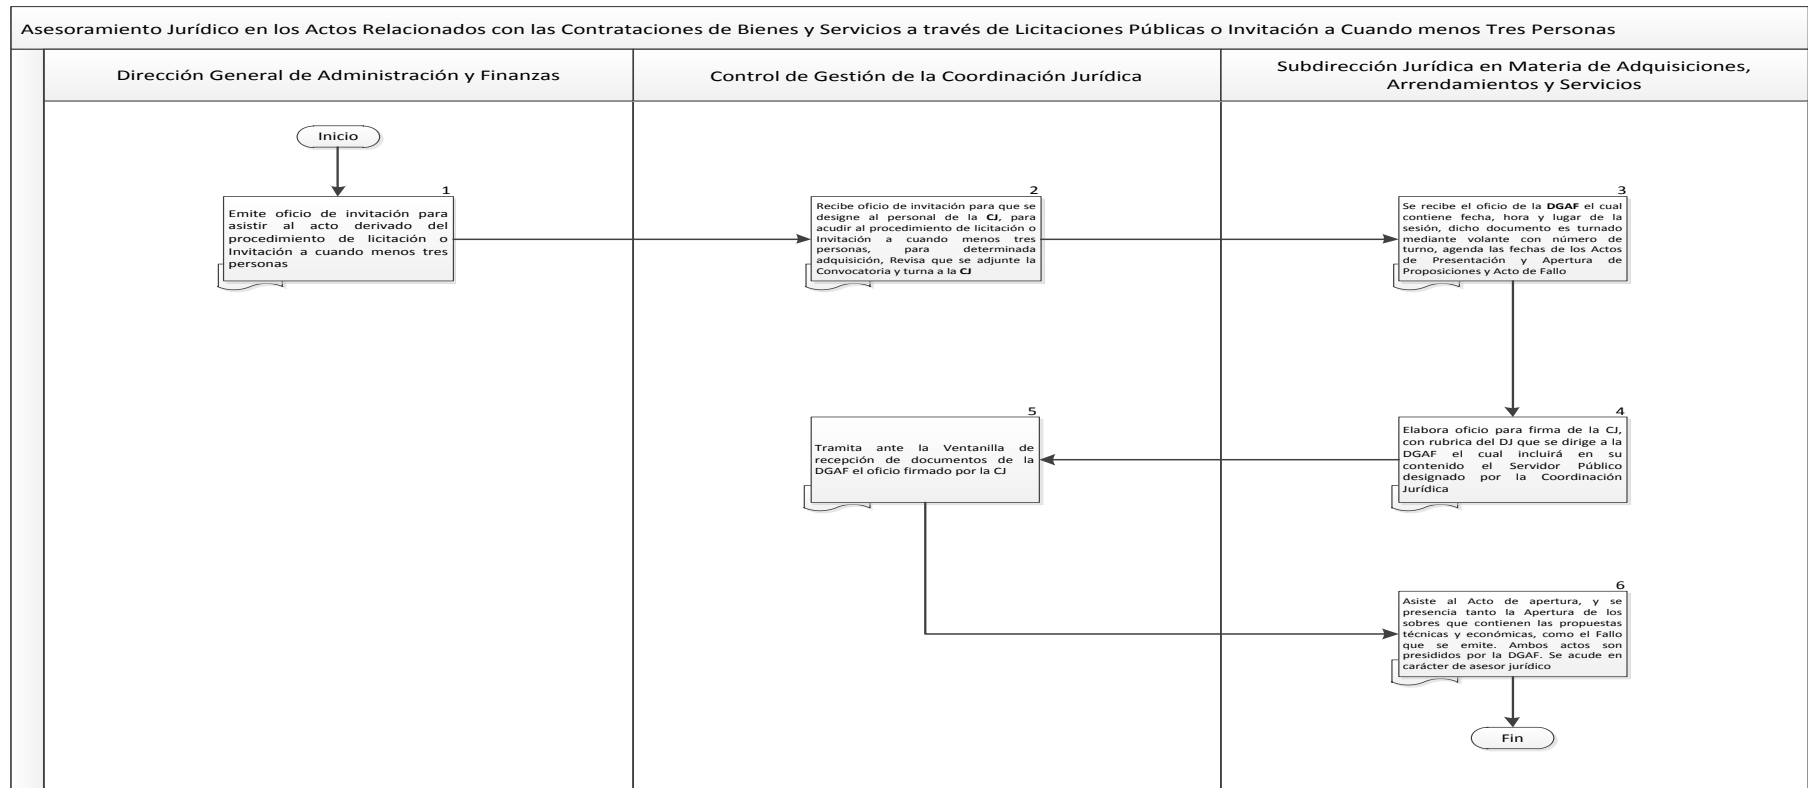 Asesoramiento Jurídico en los Actos Relacionados con las Contrataciones de Bienes y Servicios a través de Licitaciones Públicas o Invitación a Cuando menos Tres Personas
Dirección General de Administración y Finanzas
Control de Gestión de la Coordinación Jurídica
Subdirección Jurídica en Materia de Adquisiciones,
Arrendamientos y Servicios
Inicio
1
Emite oficio de invitación para
asistir al acto derivado del
procedimiento de licitación o
Invitación a cuando menos tres
personas
2
Recibe oficio de invitación para que se
designe al personal de la CJ, para
acudir al procedimiento de licitación o
Invitación a cuando menos tres
personas, para determinada
adquisición, Revisa que se adjunte la
Convocatoria y turna a la CJ
3
Se recibe el oficio de la DGAF el cual
contiene fecha, hora y lugar de la
sesión, dicho documento es turnado
mediante volante con número de
turno, agenda las fechas de los Actos
de Presentación y Apertura de
Proposiciones y Acto de Fallo
4
Elabora oficio para firma de la CJ,
con rubrica del DJ que se dirige a la
DGAF el cual incluirá en su
contenido el Servidor Público
designado por la Coordinación
Jurídica
5
Tramita ante la Ventanilla de
recepción de documentos de la
DGAF el oficio firmado por la CJ
6
Asiste al Acto de apertura, y se
presencia tanto la Apertura de los
sobres que contienen las propuestas
técnicas y económicas, como el Fallo
que se emite. Ambos actos son
presididos por la DGAF. Se acude en
carácter de asesor jurídico
Fin